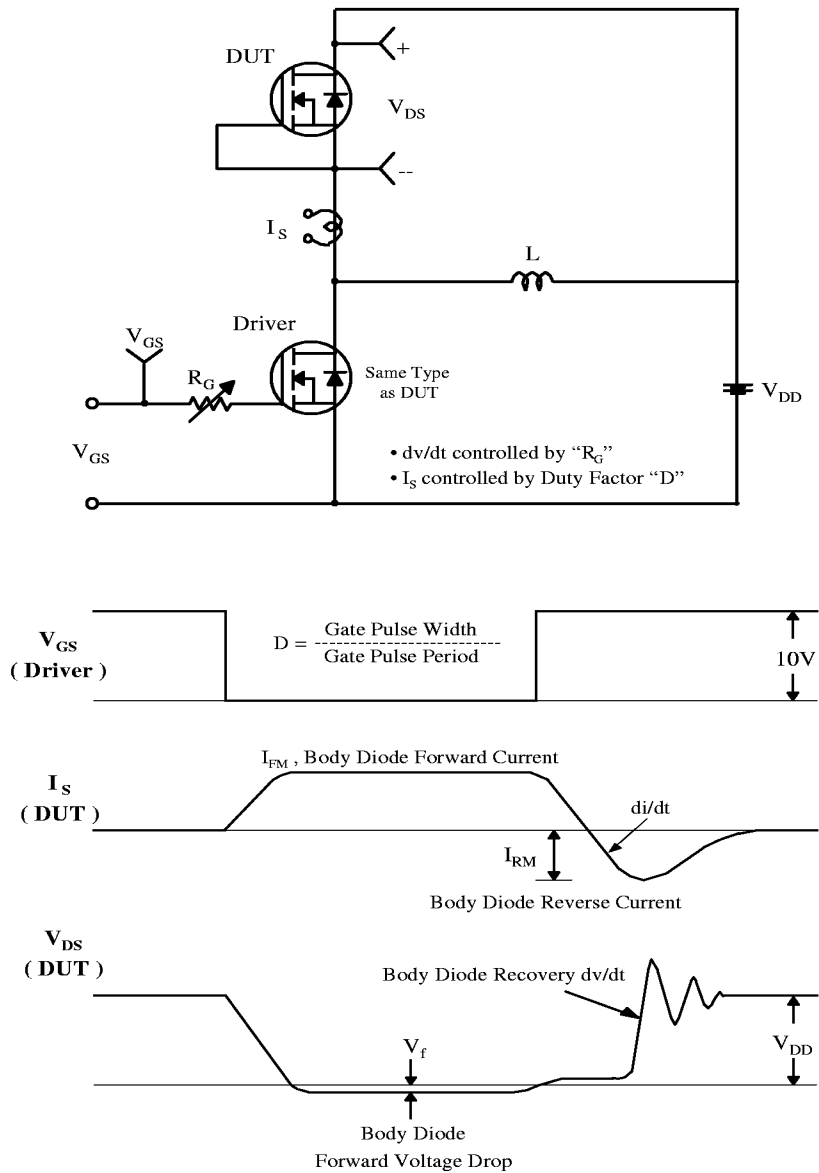 DUT
+
V_DS
--
I_S
L
Driver
V_GS
R_G
Same Type
as DUT
V_DD
V_GS
• dv/dt controlled by “R_G”
• I_S controlled by Duty Factor “D”
V_GS
( Driver )
D = Gate Pulse Width
--------------------------
Gate Pulse Period
10V
I_FM , Body Diode Forward Current
I_S
( DUT )
di/dt
I_RM
Body Diode Reverse Current
V_DS
( DUT )
Body Diode Recovery dv/dt
V_f
V_DD
Body Diode
Forward Voltage Drop